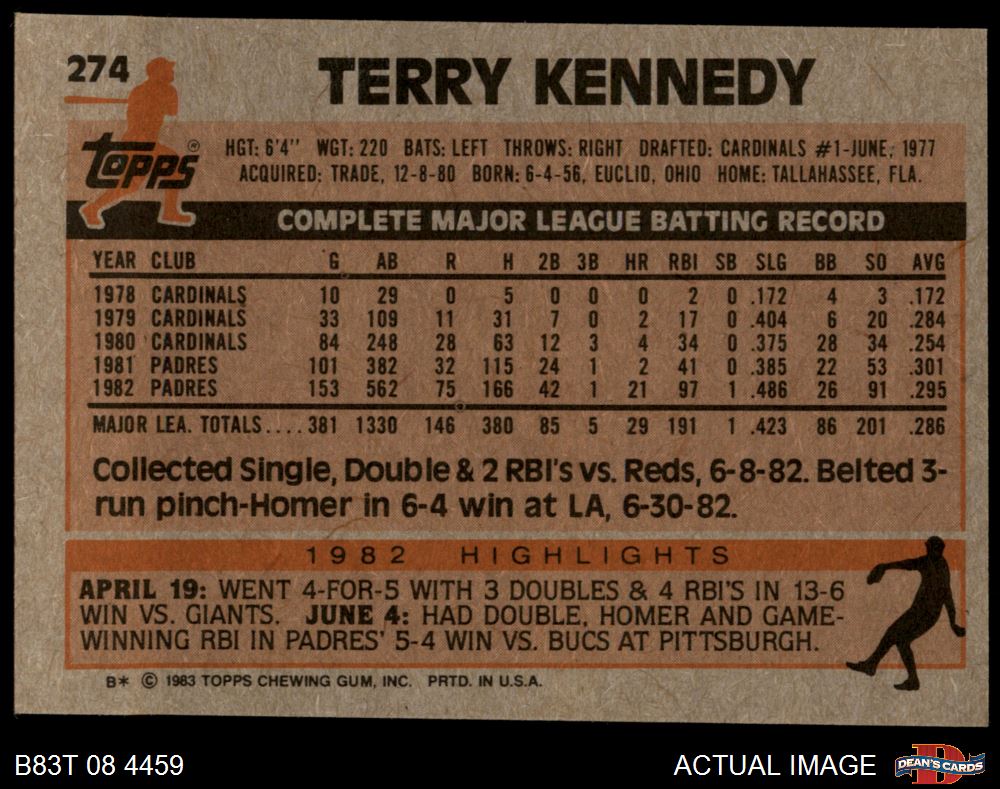 274
TERRY KENNEDY
Topps®
HGT: 6'4" WGT: 220 BATS: LEFT THROWS: RIGHT DRAFTED: CARDINALS #1-JUNE, 1977
ACQUIRED: TRADE, 12-8-80 BORN: 6-4-56, EUCLID, OHIO HOME: TALLAHASSEE, FLA.
COMPLETE MAJOR LEAGUE BATTING RECORD
YEAR CLUB G AB R H 2B 3B HR RBI SB SLG BB SO AVG
1978 CARDINALS 10 29 0 5 0 0 0 2 0 .172 4 3 .172
1979 CARDINALS 33 109 11 31 7 0 2 17 0 .404 6 20 .284
1980 CARDINALS 84 248 28 63 12 3 4 34 0 .375 28 34 .254
1981 PADRES 101 382 32 115 24 1 2 41 0 .385 22 53 .301
1982 PADRES 153 562 75 166 42 1 21 97 1 .486 26 91 .295
MAJOR LEA. TOTALS.... 381 1330 146 380 85 5 29 191 1 .423 86 201 .286
Collected Single, Double & 2 RBI's vs. Reds, 6-8-82. Belted 3-
run pinch-Homer in 6-4 win at LA, 6-30-82.
1982 HIGHLIGHTS
APRIL 19: WENT 4-FOR-5 WITH 3 DOUBLES & 4 RBI'S IN 13-6
WIN VS. GIANTS. JUNE 4: HAD DOUBLE, HOMER AND GAME-
WINNING RBI IN PADRES' 5-4 WIN VS. BUCS AT PITTSBURGH.
B* © 1983 TOPPS CHEWING GUM, INC. PRTD. IN U.S.A.
B83T 08 4459
ACTUAL IMAGE
DEAN'S CARDS